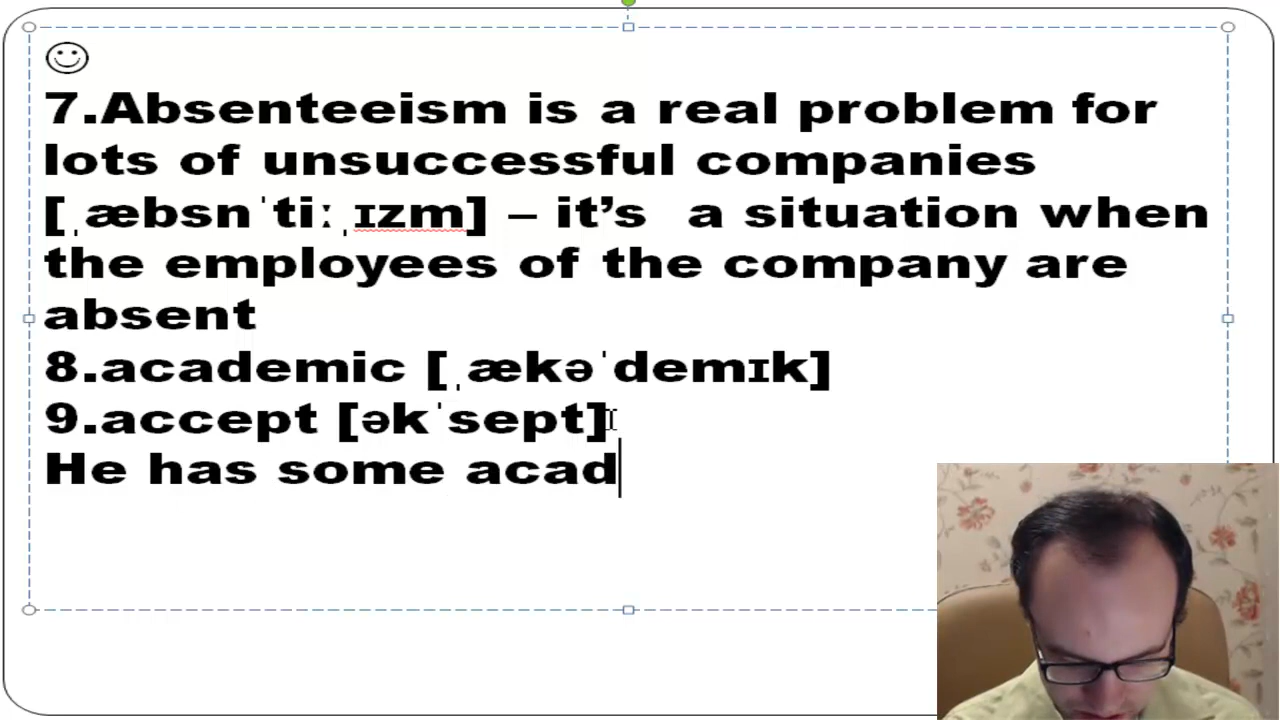 7.Absenteeism is a real problem for
lots of unsuccessful companies
[ˌæbsnˈtiːˌɪzm] – it’s  a situation when
the employees of the company are
absent
8.academic [ˌækəˈdemɪk]
9.accept [əkˈsept]
He has some acad